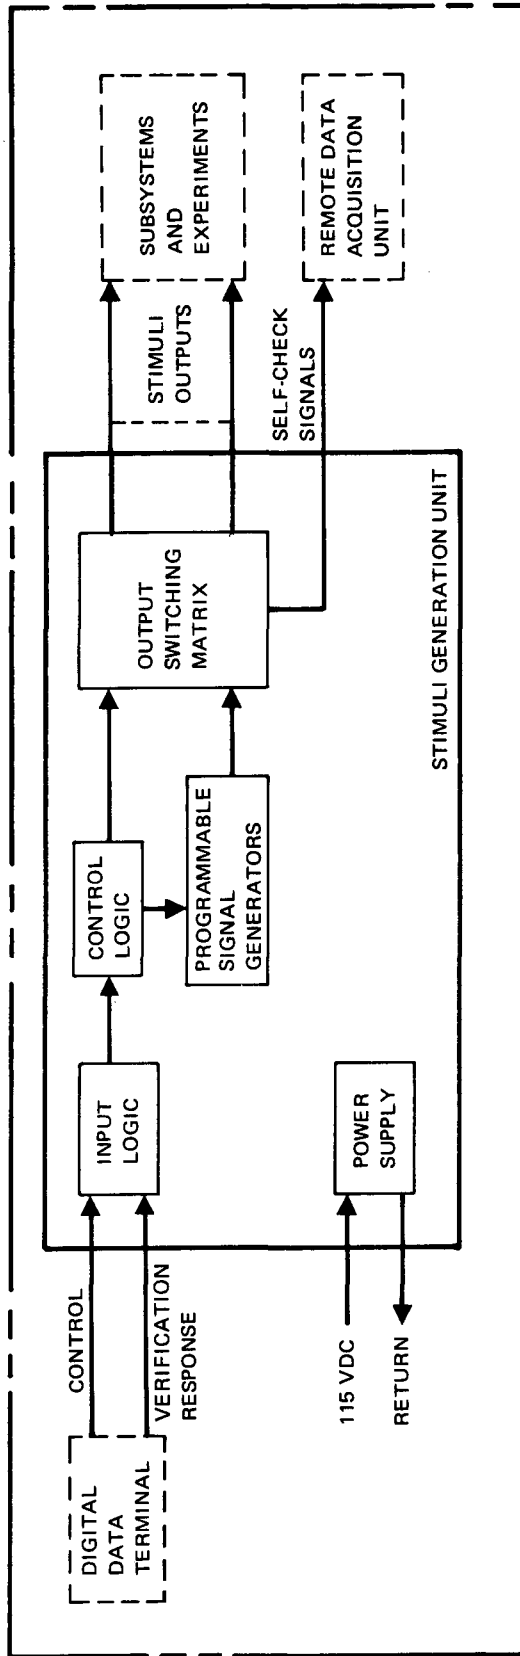 DIGITAL
DATA
TERMINAL
CONTROL
VERIFICATION
RESPONSE
INPUT
LOGIC
CONTROL
LOGIC
PROGRAMMABLE
SIGNAL
GENERATORS
OUTPUT
SWITCHING
MATRIX
STIMULI
OUTPUTS
SUBSYSTEMS
AND
EXPERIMENTS
SELF-CHECK
SIGNALS
REMOTE DATA
ACQUISITION
UNIT
115 VDC
RETURN
POWER
SUPPLY
STIMULI GENERATION UNIT